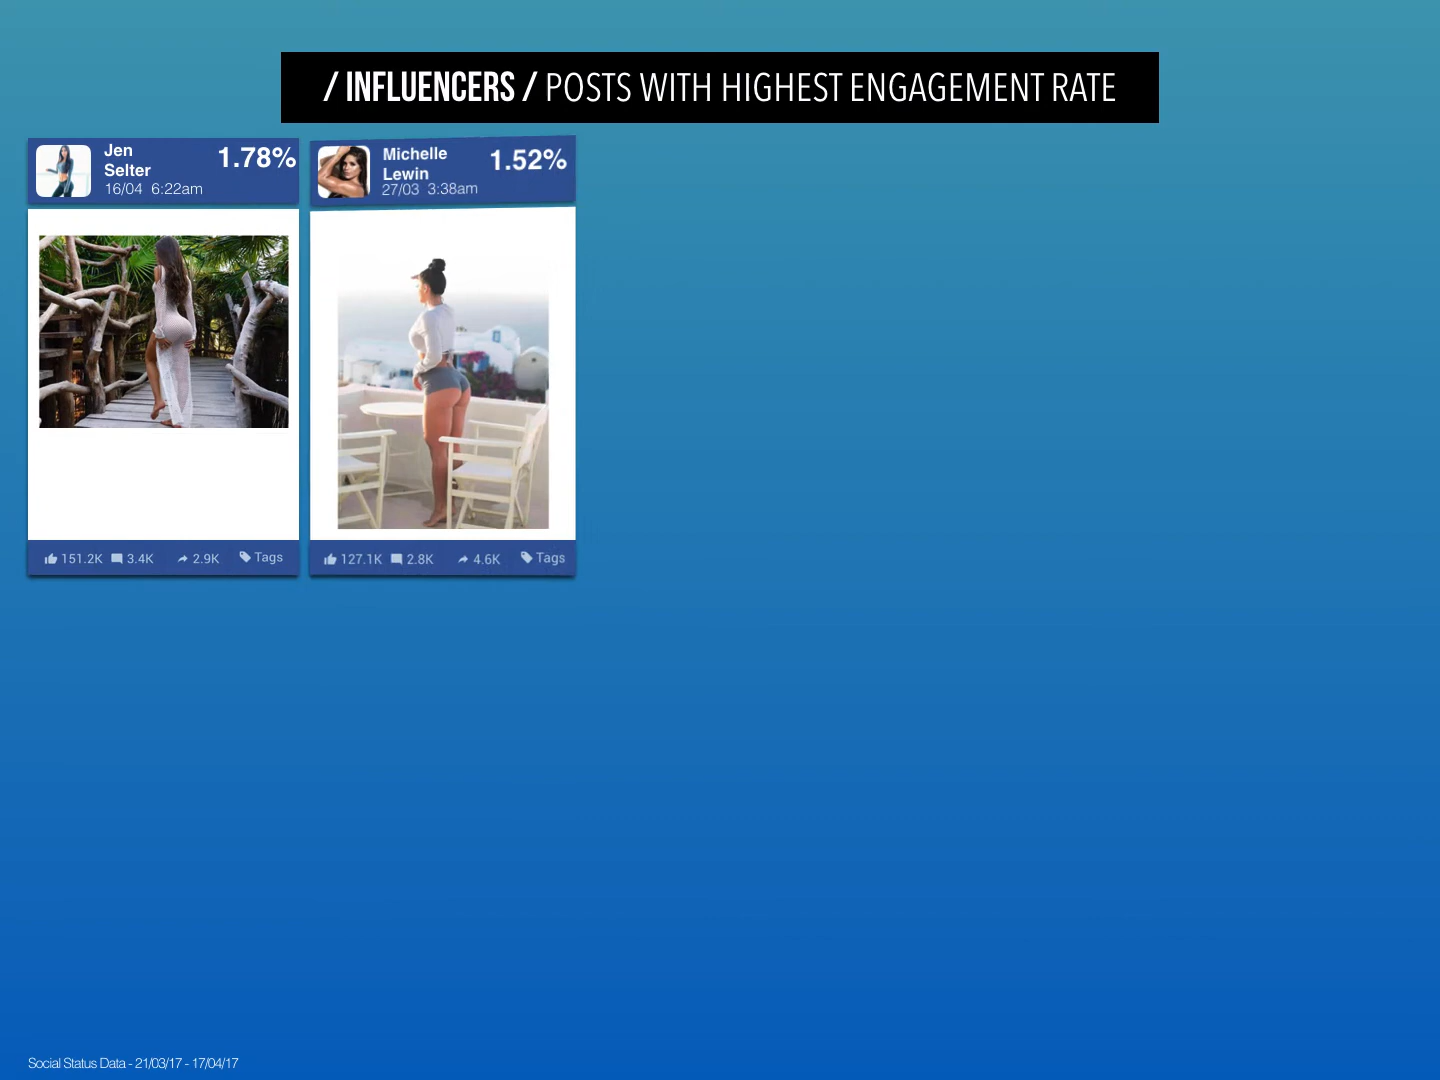 / INFLUENCERS / POSTS WITH HIGHEST ENGAGEMENT RATE
Jen
Selter
1.78%
16/04 6:22am
151.2K 3.4K 2.9K Tags
Michelle
Lewin
1.52%
27/03 3:38am
127.1K 2.8K 4.6K Tags
Social Status Data - 21/03/17 - 17/04/17